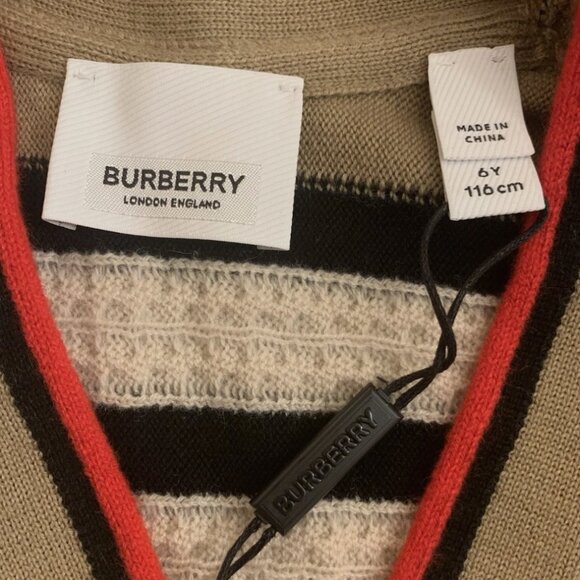 BURBERRY
LONDON ENGLAND
MADE IN
CHINA
6Y
116cm
BURBERRY